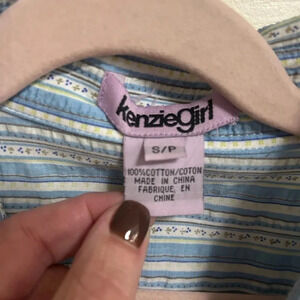 kenziegirl
S/P
100%COTTON/COTON
MADE IN CHINA
FABRIQUE, EN
CHINE